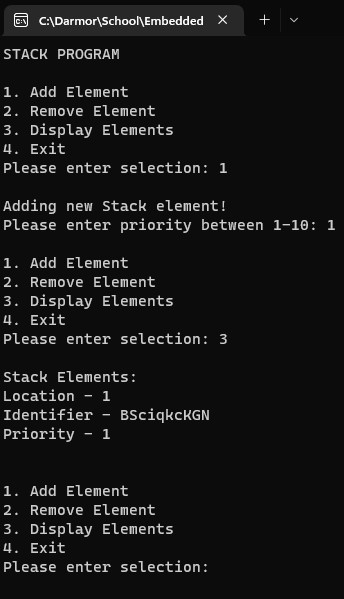 C:\Darmor\School\Embedded
STACK PROGRAM
1. Add Element
2. Remove Element
3. Display Elements
4. Exit
Please enter selection: 1
Adding new Stack element!
Please enter priority between 1-10: 1
1. Add Element
2. Remove Element
3. Display Elements
4. Exit
Please enter selection: 3
Stack Elements:
Location - 1
Identifier - BSciqkcKGN
Priority - 1
1. Add Element
2. Remove Element
3. Display Elements
4. Exit
Please enter selection: